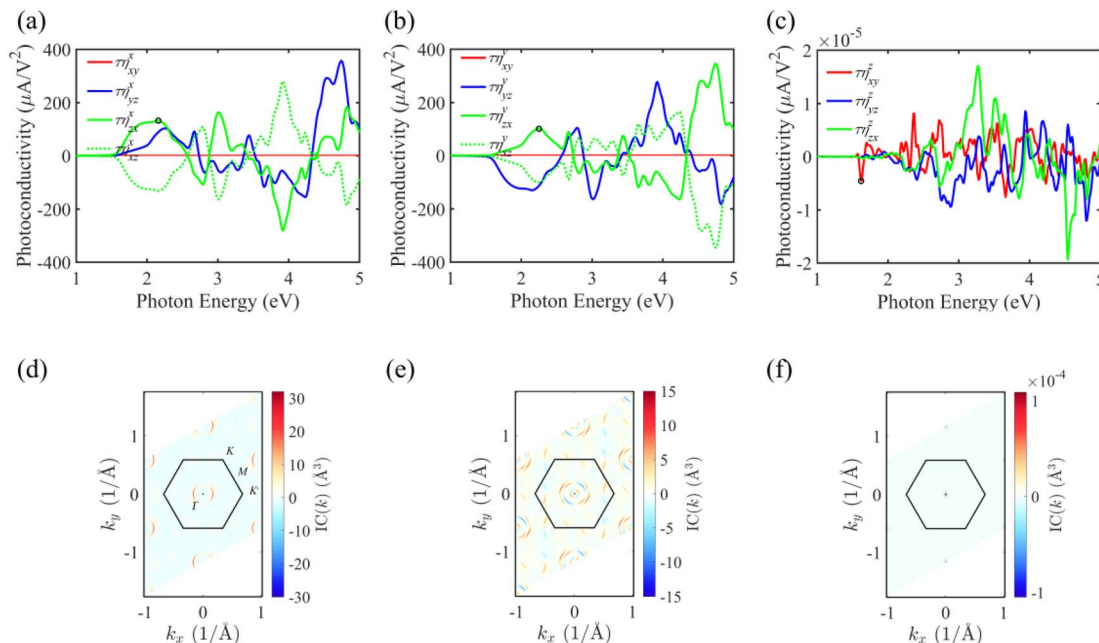 (a)
(b)
(c)
×10⁻⁵
400
200
0
-200
-400
Photoconductivity (μA/V²)
τη^x_xy
τη^x_yz
τη^x_zx
τη^x_xz
1 2 3 4 5
Photon Energy (eV)
400
200
0
-200
-400
Photoconductivity (μA/V²)
τη^y_xy
τη^y_yz
τη^y_zx
τη^y_xz
1 2 3 4 5
Photon Energy (eV)
2
1
0
-1
-2
Photoconductivity (μA/V²)
τη^z_xy
τη^z_yz
τη^z_zx
1 2 3 4 5
Photon Energy (eV)
(d)
(e)
(f)
1
0
-1
k_y (1/Å)
K
M
K
Γ
-1 0 1
k_x (1/Å)
30
20
10
0
-10
-20
-30
IC(k) (Å³)
1
0
-1
k_y (1/Å)
-1 0 1
k_x (1/Å)
15
10
5
0
-5
-10
-15
IC(k) (Å³)
1
0
-1
k_y (1/Å)
-1 0 1
k_x (1/Å)
×10⁻⁴
1
0
-1
IC(k) (Å³)